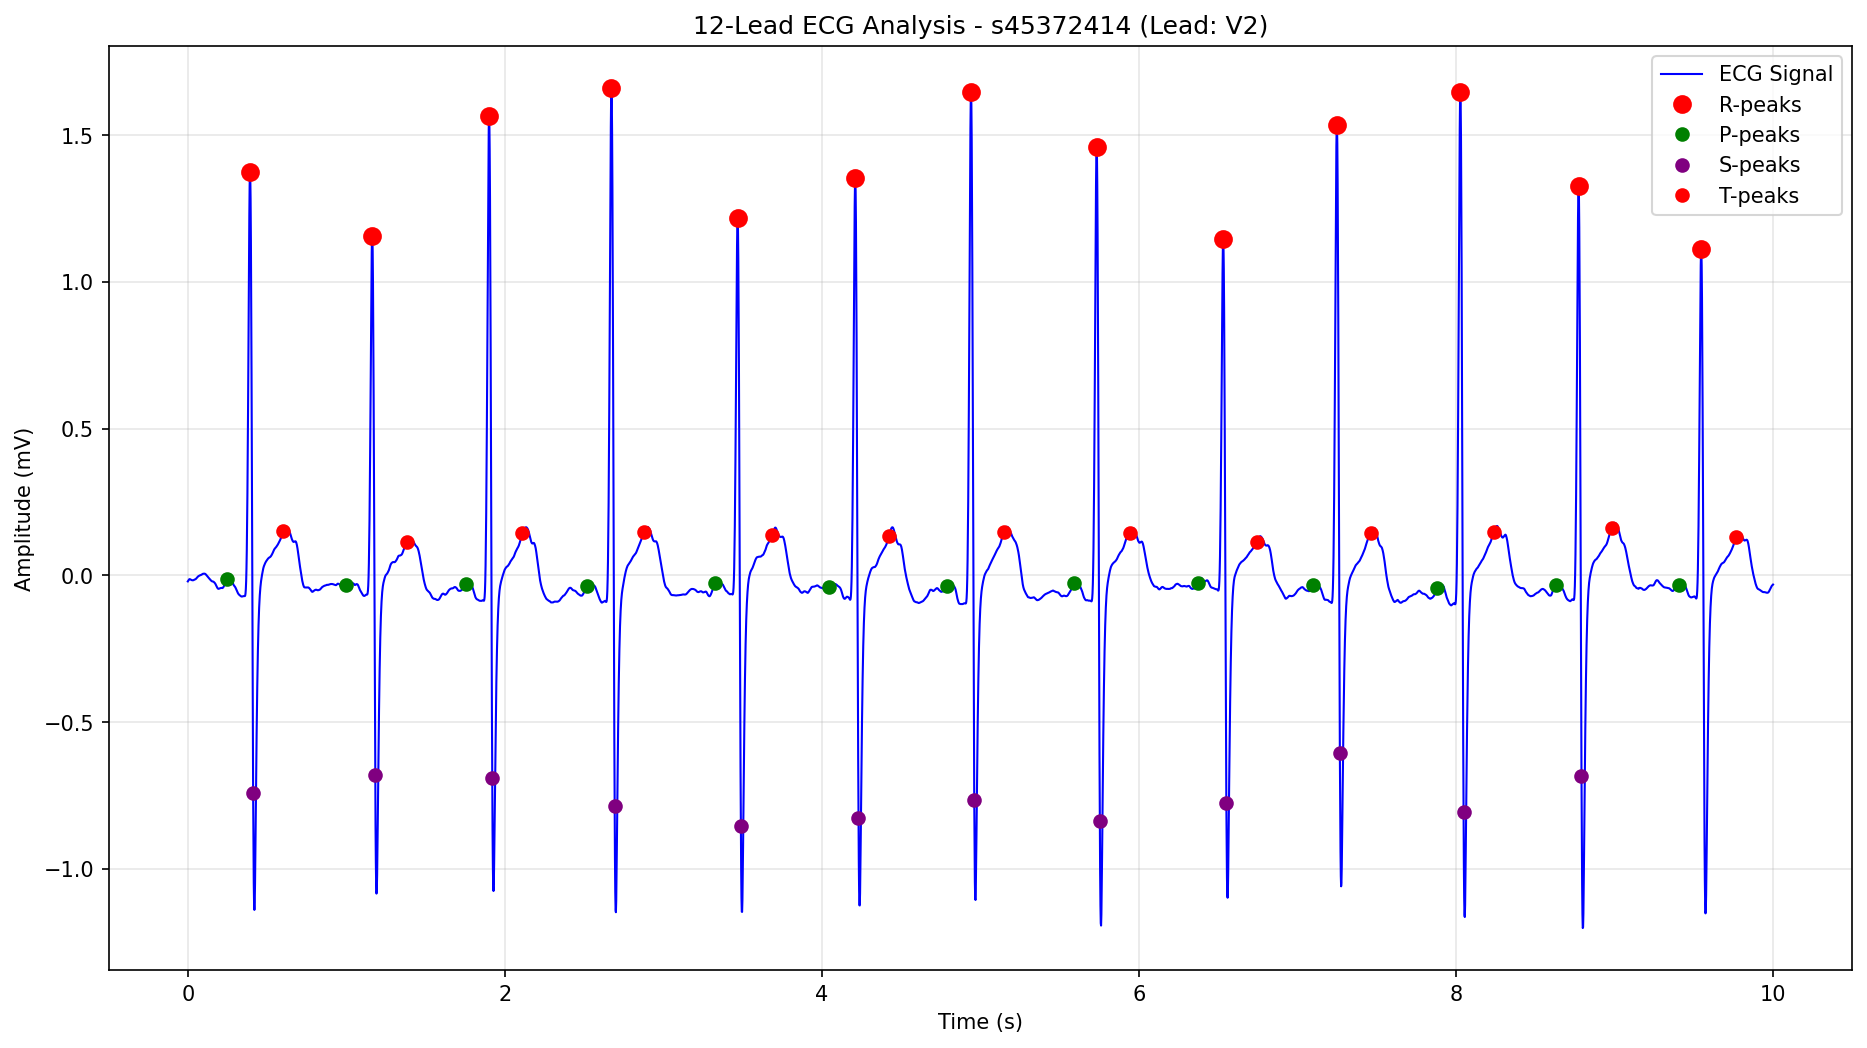 12-Lead ECG Analysis - s45372414 (Lead: V2)
ECG Signal
R-peaks
P-peaks
S-peaks
T-peaks
1.5
1.0
0.5
0.0
−0.5
−1.0
Amplitude (mV)
0 2 4 6 8 10
Time (s)